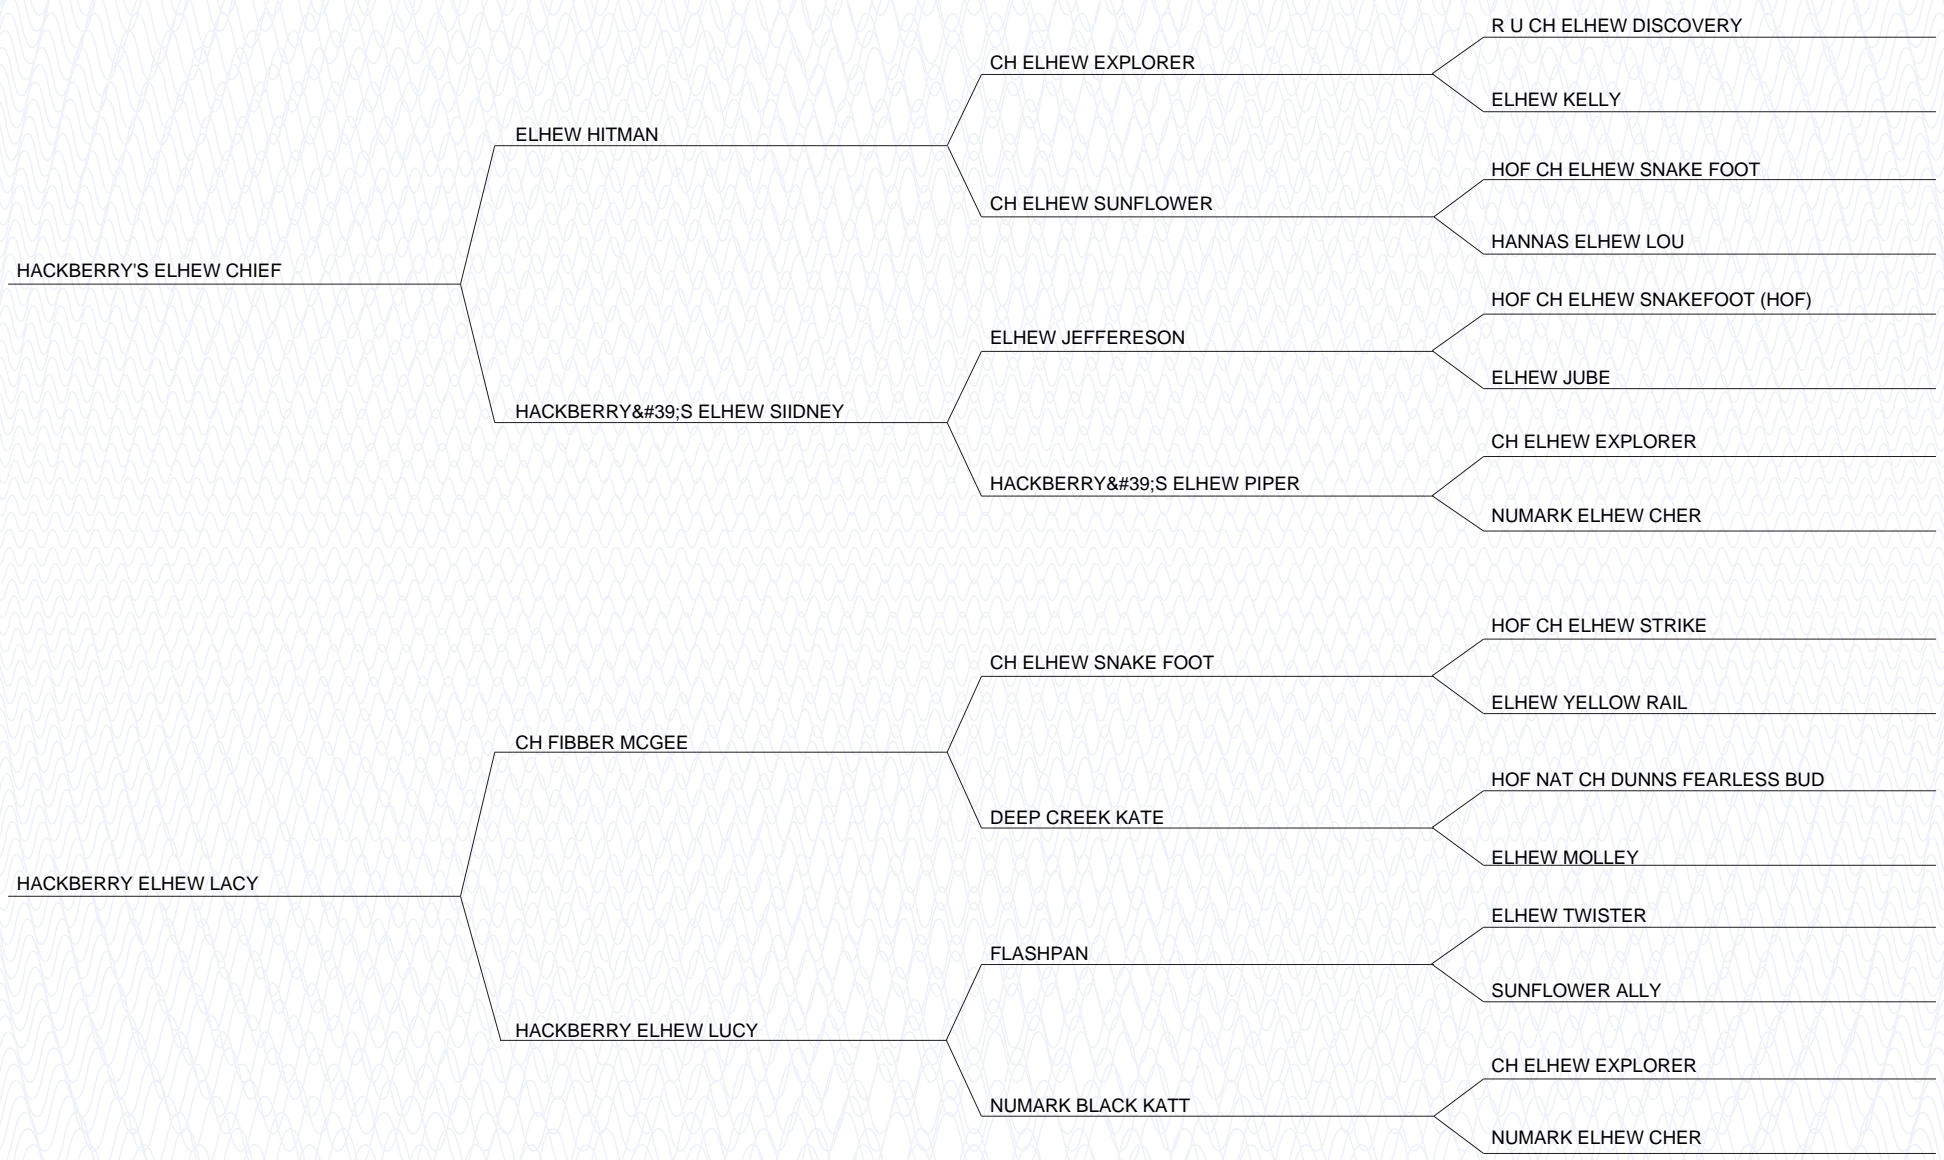 R U CH ELHEW DISCOVERY
CH ELHEW EXPLORER
ELHEW KELLY
ELHEW HITMAN
HOF CH ELHEW SNAKE FOOT
CH ELHEW SUNFLOWER
HANNAS ELHEW LOU
HACKBERRY'S ELHEW CHIEF
HOF CH ELHEW SNAKEFOOT (HOF)
ELHEW JEFFERESON
ELHEW JUBE
HACKBERRY&#39;S ELHEW SIIDNEY
CH ELHEW EXPLORER
HACKBERRY&#39;S ELHEW PIPER
NUMARK ELHEW CHER
HOF CH ELHEW STRIKE
CH ELHEW SNAKE FOOT
ELHEW YELLOW RAIL
CH FIBBER MCGEE
HOF NAT CH DUNNS FEARLESS BUD
DEEP CREEK KATE
ELHEW MOLLEY
HACKBERRY ELHEW LACY
ELHEW TWISTER
FLASHPAN
SUNFLOWER ALLY
HACKBERRY ELHEW LUCY
CH ELHEW EXPLORER
NUMARK BLACK KATT
NUMARK ELHEW CHER